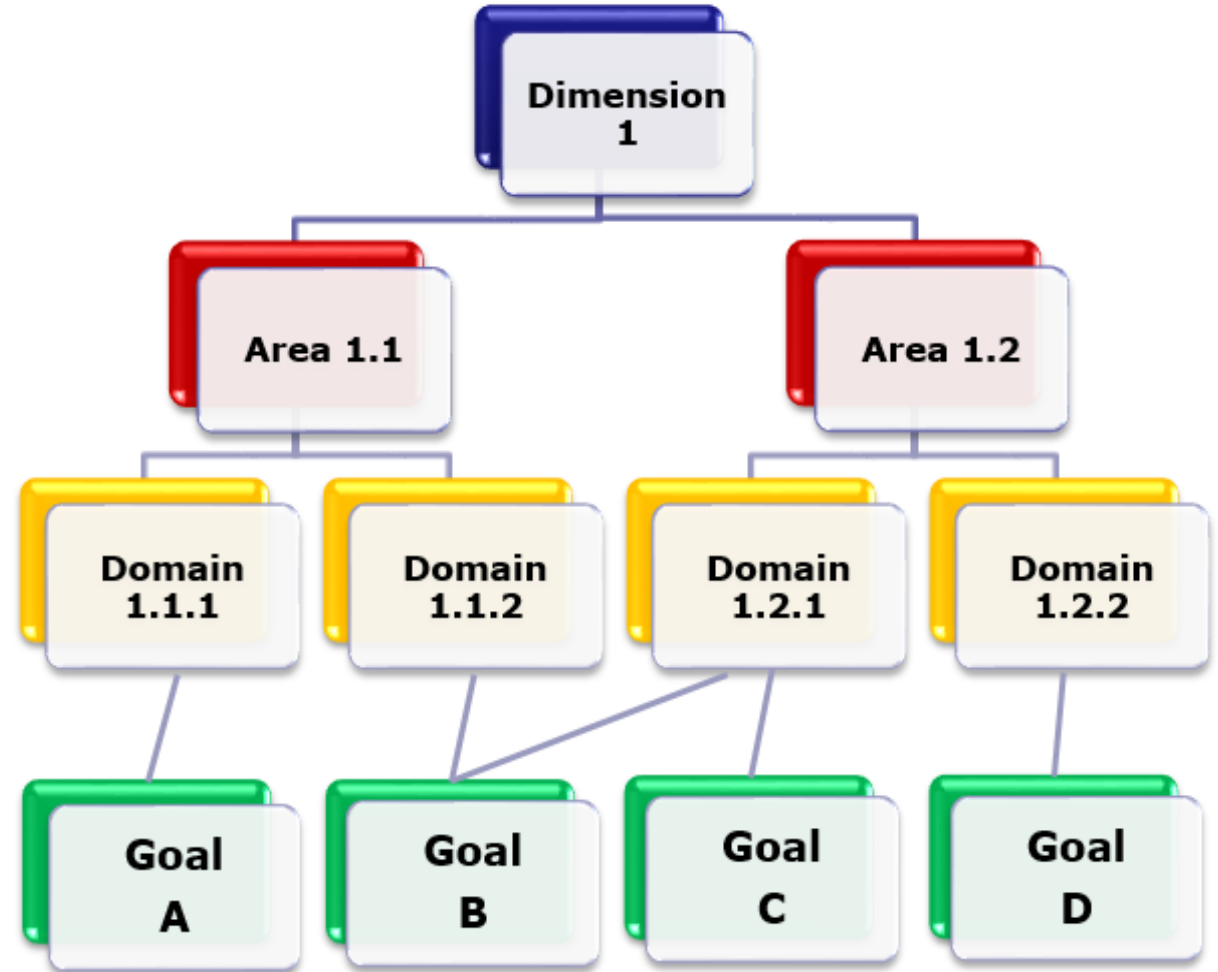 Dimension
1
Area 1.1
Area 1.2
Domain
1.1.1
Domain
1.1.2
Domain
1.2.1
Domain
1.2.2
Goal
A
Goal
B
Goal
C
Goal
D